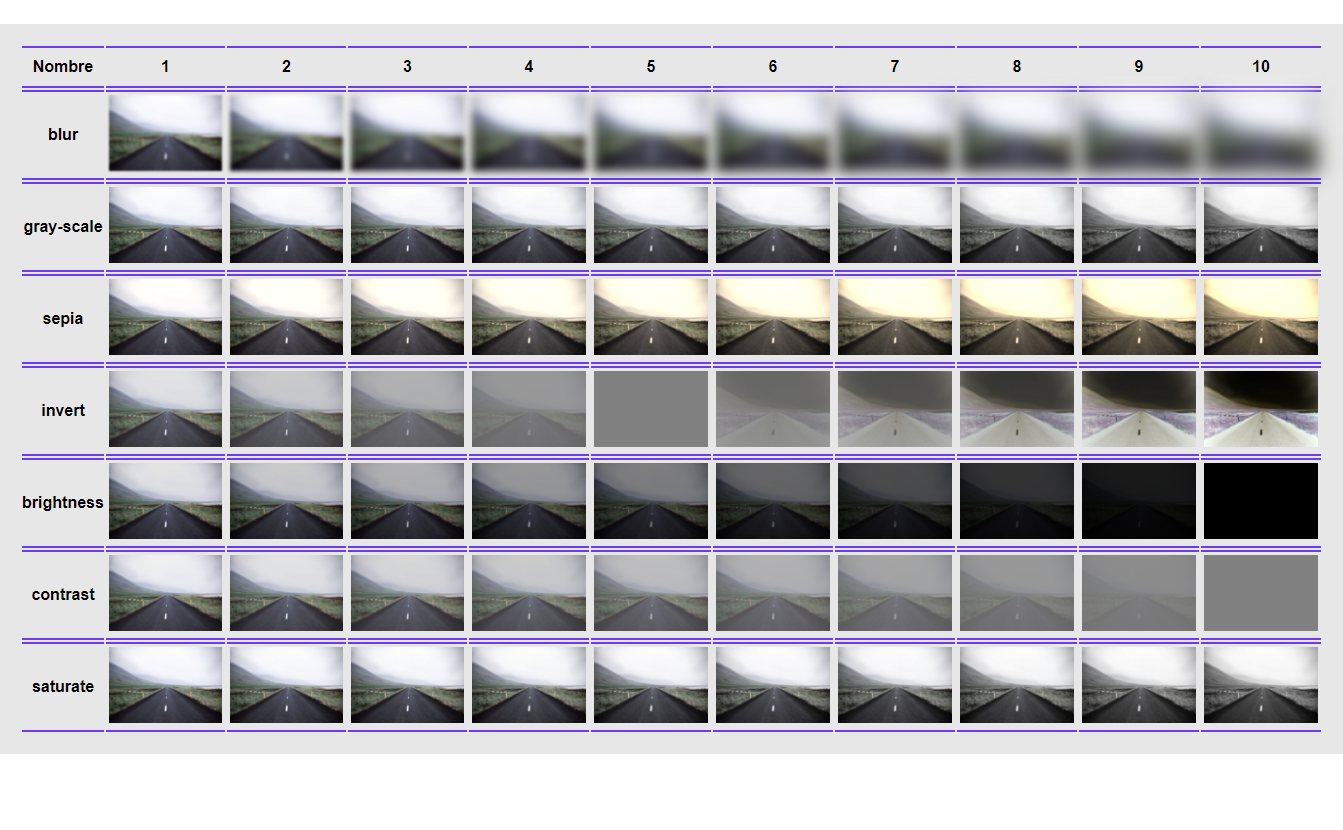 Nombre 1 2 3 4 5 6 7 8 9 10
blur
gray-scale
sepia
invert
brightness
contrast
saturate